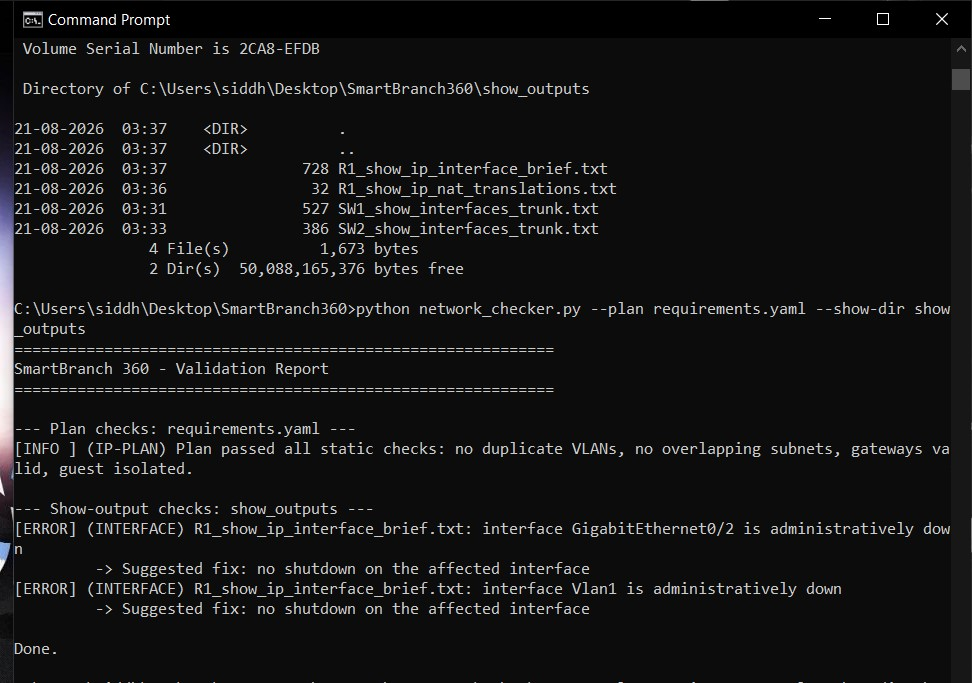 Command Prompt
Volume Serial Number is 2CA8-EFDB
Directory of C:\Users\siddh\Desktop\SmartBranch360\show_outputs
21-08-2026  03:37    <DIR>          .
21-08-2026  03:37    <DIR>          ..
21-08-2026  03:37               728 R1_show_ip_interface_brief.txt
21-08-2026  03:36                32 R1_show_ip_nat_translations.txt
21-08-2026  03:31               527 SW1_show_interfaces_trunk.txt
21-08-2026  03:33               386 SW2_show_interfaces_trunk.txt
4 File(s)          1,673 bytes
2 Dir(s)  50,088,165,376 bytes free
C:\Users\siddh\Desktop\SmartBranch360>python network_checker.py --plan requirements.yaml --show-dir show
_outputs
============================================================
SmartBranch 360 - Validation Report
============================================================
--- Plan checks: requirements.yaml ---
[INFO ] (IP-PLAN) Plan passed all static checks: no duplicate VLANs, no overlapping subnets, gateways va
lid, guest isolated.
--- Show-output checks: show_outputs ---
[ERROR] (INTERFACE) R1_show_ip_interface_brief.txt: interface GigabitEthernet0/2 is administratively dow
n
-> Suggested fix: no shutdown on the affected interface
[ERROR] (INTERFACE) R1_show_ip_interface_brief.txt: interface Vlan1 is administratively down
-> Suggested fix: no shutdown on the affected interface
Done.